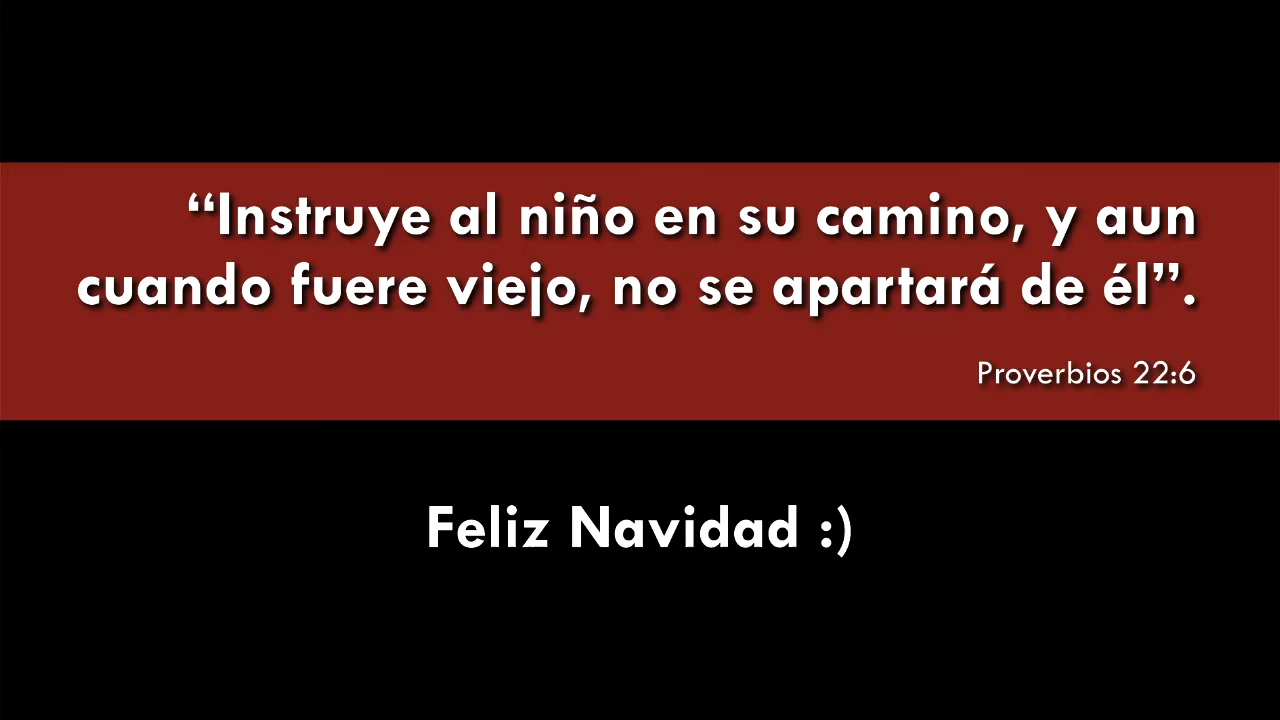 “Instruye al niño en su camino, y aun
cuando fuere viejo, no se apartará de él”.
Proverbios 22:6
Feliz Navidad :)